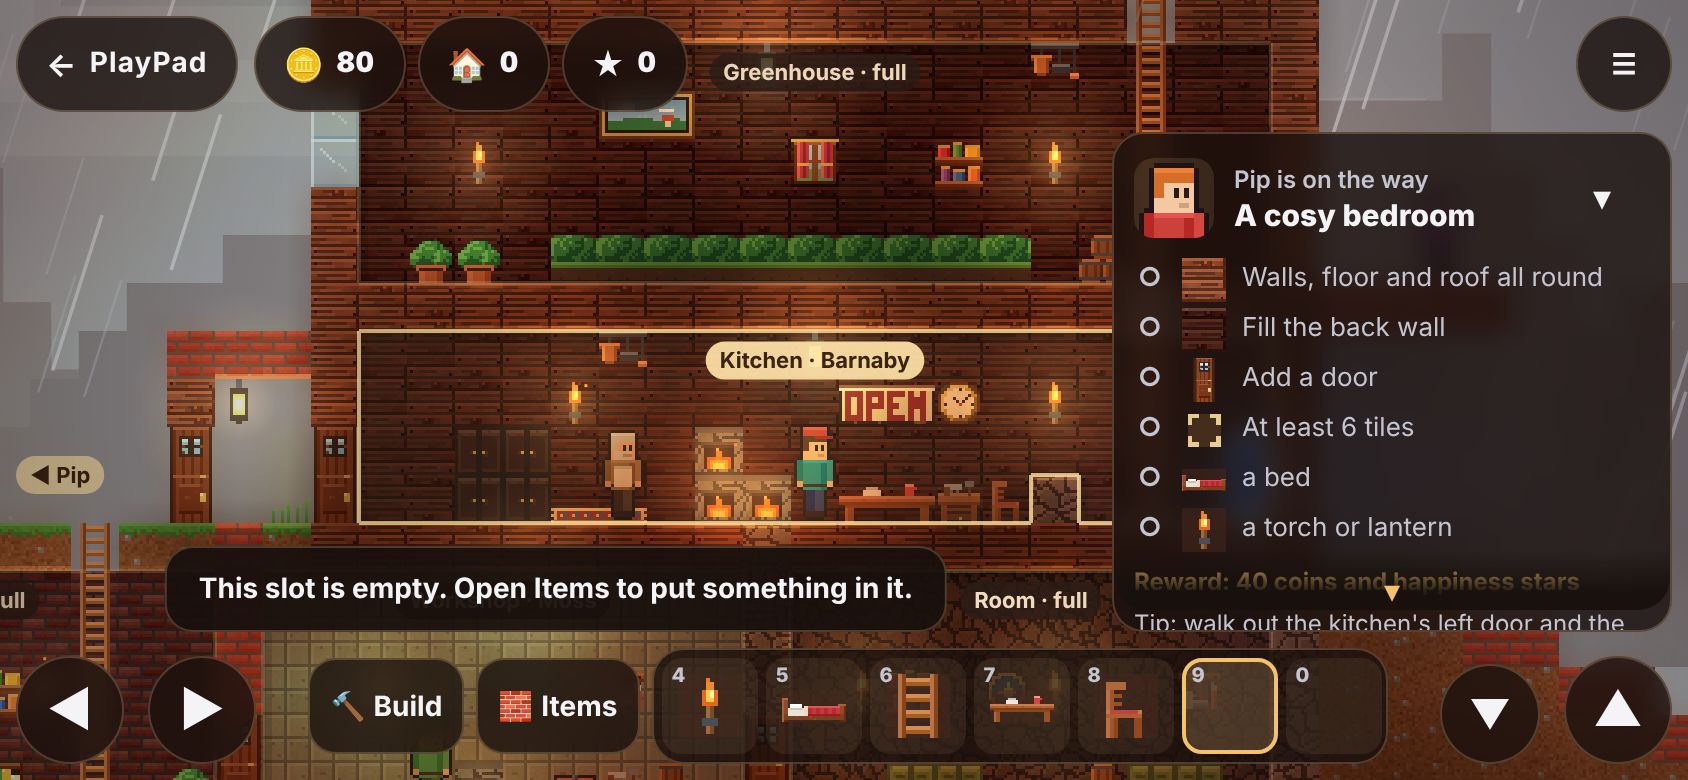 ← PlayPad
80
0
★ 0
Greenhouse · full
Pip is on the way
A cosy bedroom
Walls, floor and roof all round
Fill the back wall
Add a door
At least 6 tiles
a bed
a torch or lantern
Reward: 40 coins and happiness stars
Tip: walk out the kitchen's left door and the
Kitchen · Barnaby
OPEN
◀ Pip
ull
This slot is empty. Open Items to put something in it.
Room · full
Build
Items
4
5
6
7
8
9
0